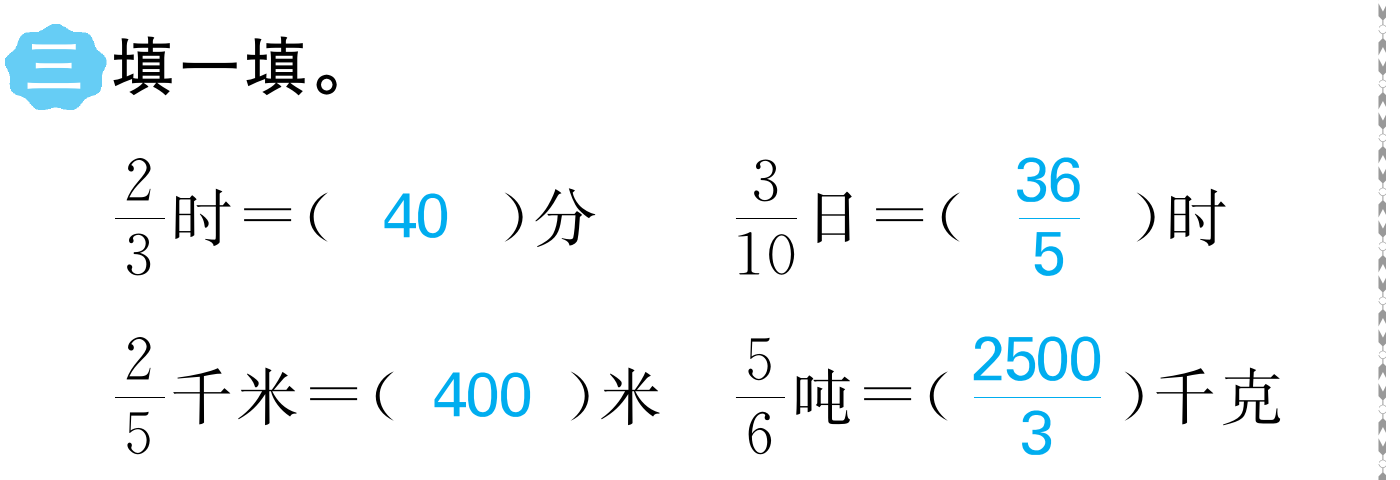 三 填一填。
2/3时=( 40 )分 3/10日=( 36/5 )时
2/5千米=( 400 )米 5/6吨=( 2500/3 )千克